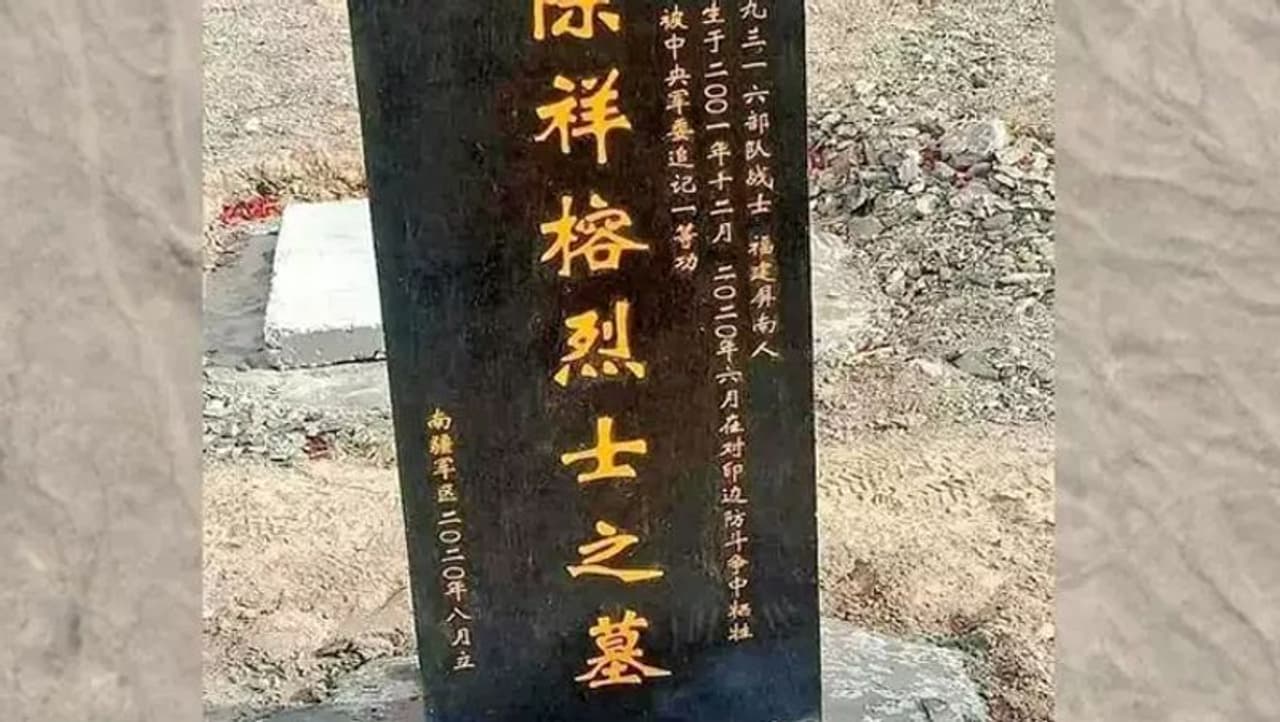 九三一六部队战士 福建屏南人
生于二〇〇一年十二月 二〇二〇年六月在对印边防斗争中牺牲
被中央军委追记一等功
陈祥榕烈士之墓
南疆军区二〇二〇年八月立